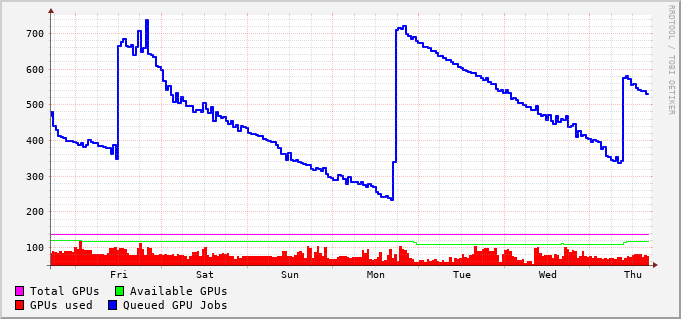 RRDTOOL / TOBI OETIKER
700
600
500
400
300
200
100
Fri Sat Sun Mon Tue Wed Thu
Total GPUs Available GPUs
GPUs used Queued GPU Jobs